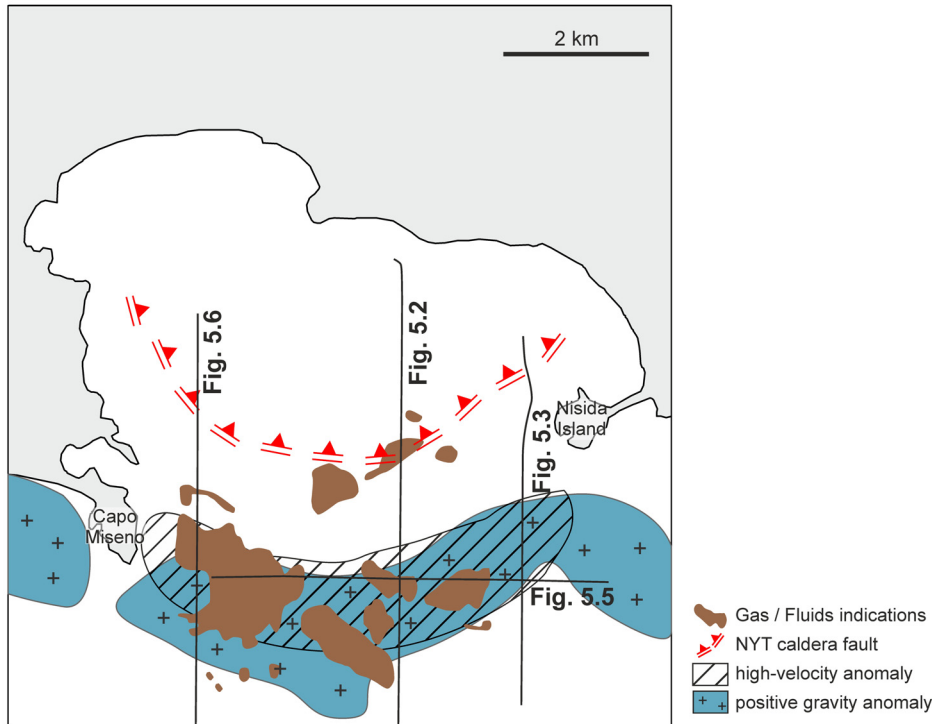 2 km
Fig. 5.6
Fig. 5.2
Fig. 5.3
Nisida
Island
Capo
Miseno
Fig. 5.5
Gas / Fluids indications
NYT caldera fault
high-velocity anomaly
positive gravity anomaly